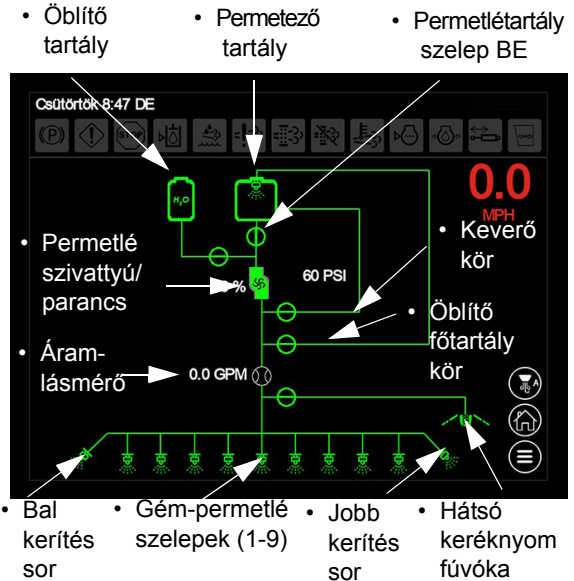 • Öblítő
tartály
• Permetező
tartály
• Permetlétartály
szelep BE
Csütörtök 8:47 DE
(P)
STOP
H₂O
0.0
MPH
• Permetlé
szivattyú/
parancs
%
60 PSI
• Keverő
kör
• Öblítő
főtartály
kör
• Áram-
lásmérő
0.0 GPM
A
• Bal
kerítés
sor
• Gém-permetlé
szelepek (1-9)
• Jobb
kerítés
sor
• Hátsó
keréknyom
fúvóka